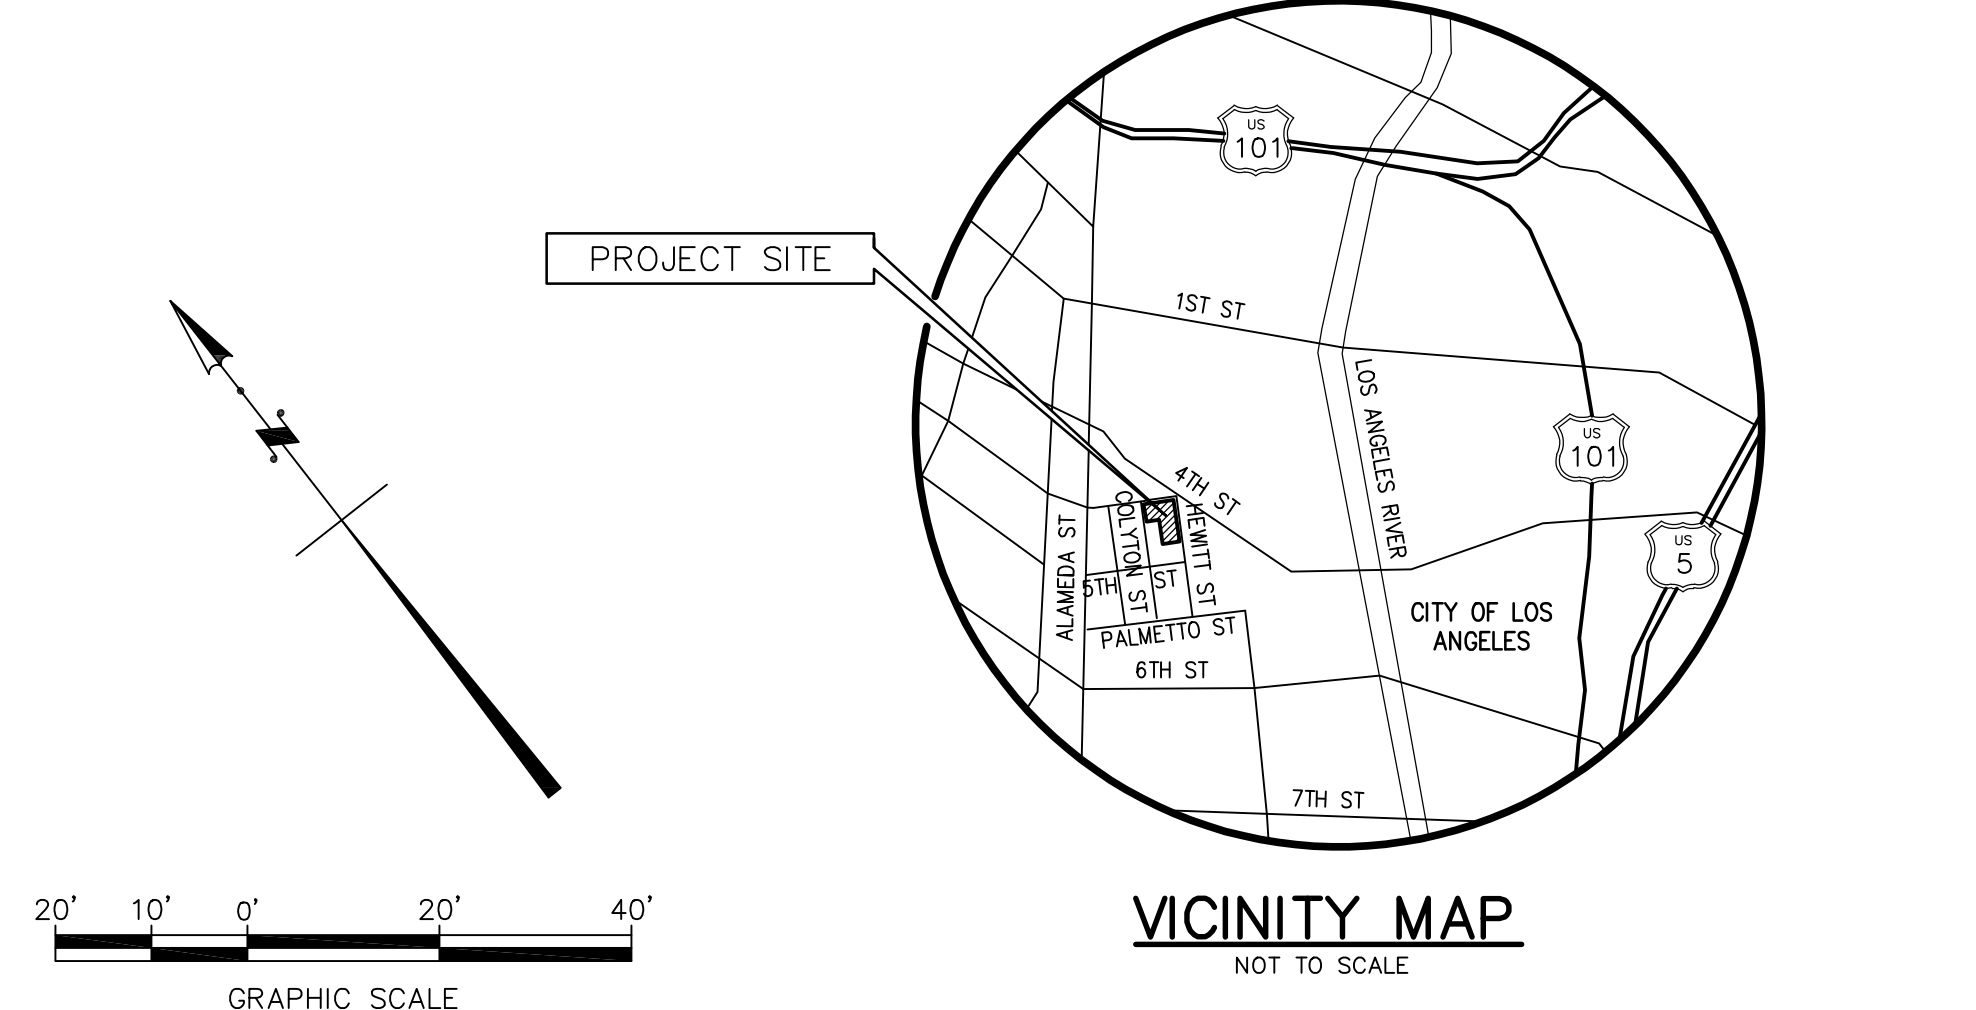 US
101
PROJECT SITE
1ST ST
LOS ANGELES RIVER
US
101
4TH ST
COLYTON ST
HEWITT ST
ALAMEDA ST
5TH ST
US
5
CITY OF LOS
ANGELES
PALMETTO ST
6TH ST
7TH ST
N
20' 10' 0' 20' 40'
GRAPHIC SCALE
VICINITY MAP
NOT TO SCALE